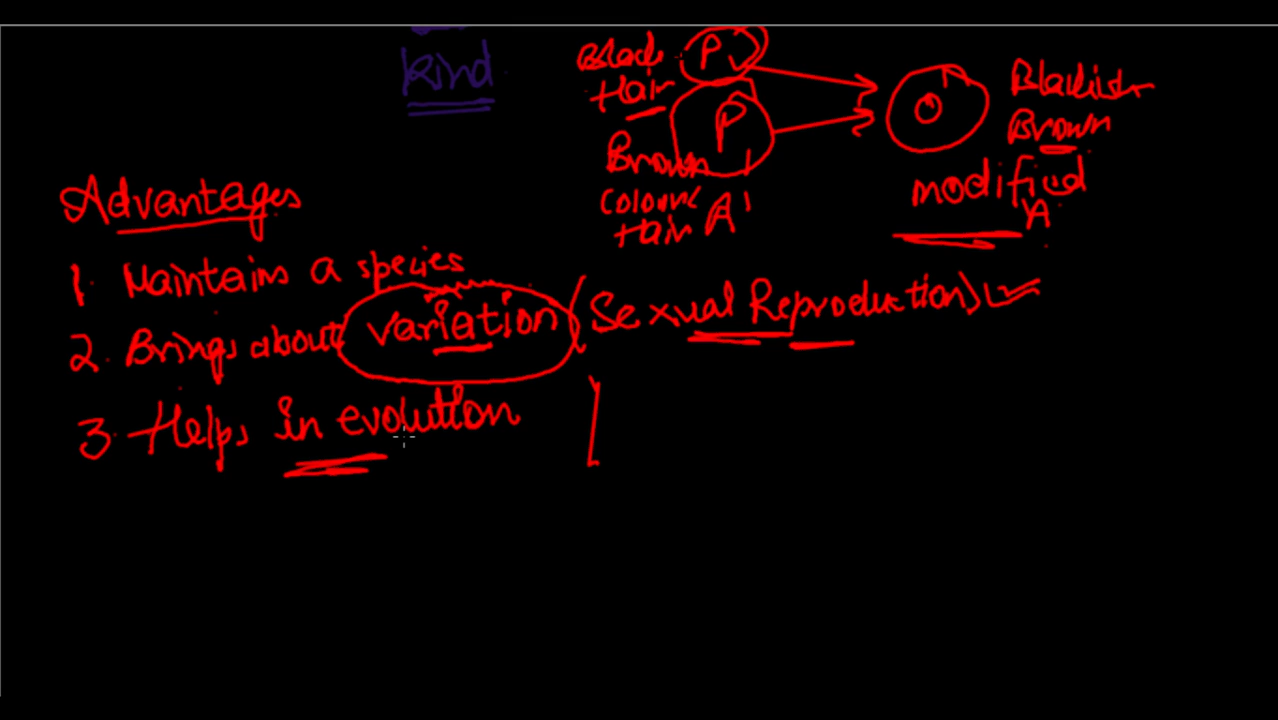 kind
Black
Hair
P
P
Brown
Colour
Hair A'
O
Blackish
Brown
modified
A
Advantages
1. Maintains a species
2. Brings about variation (Sexual Reproduction)
3. Helps in evolution